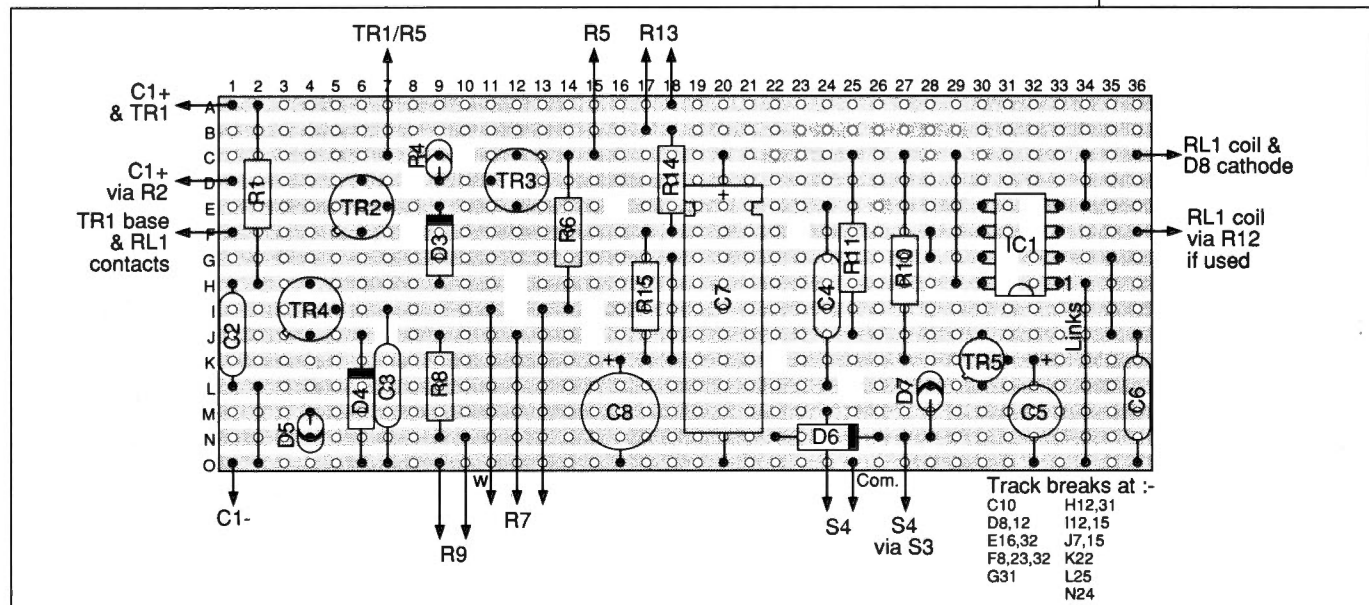 TR1/R5
R5
R13
1 2 3 4 5 6 7 8 9 10 11 12 13 14 15 16 17 18 19 20 21 22 23 24 25 26 27 28 29 30 31 32 33 34 35 36
C1+
& TR1
C1+
via R2
TR1 base
& RL1
contacts
A
B
C
D
E
F
G
H
I
J
K
L
M
N
O
R1
R4
TR2
TR3
D3
R6
R14
+
R15
C7
TR4
C2
C4
R11
R10
IC1
1
Links
RL1 coil &
D8 cathode
RL1 coil
via R12
if used
D4
C3
R8
D5
+
C8
D7
TR5
+
C5
C6
D6
W
Com.
C1-
R9
R7
S4
S4
via S3
Track breaks at :-
C10 H12,31
D8,12 I12,15
E16,32 J7,15
F8,23,32 K22
G31 L25
N24